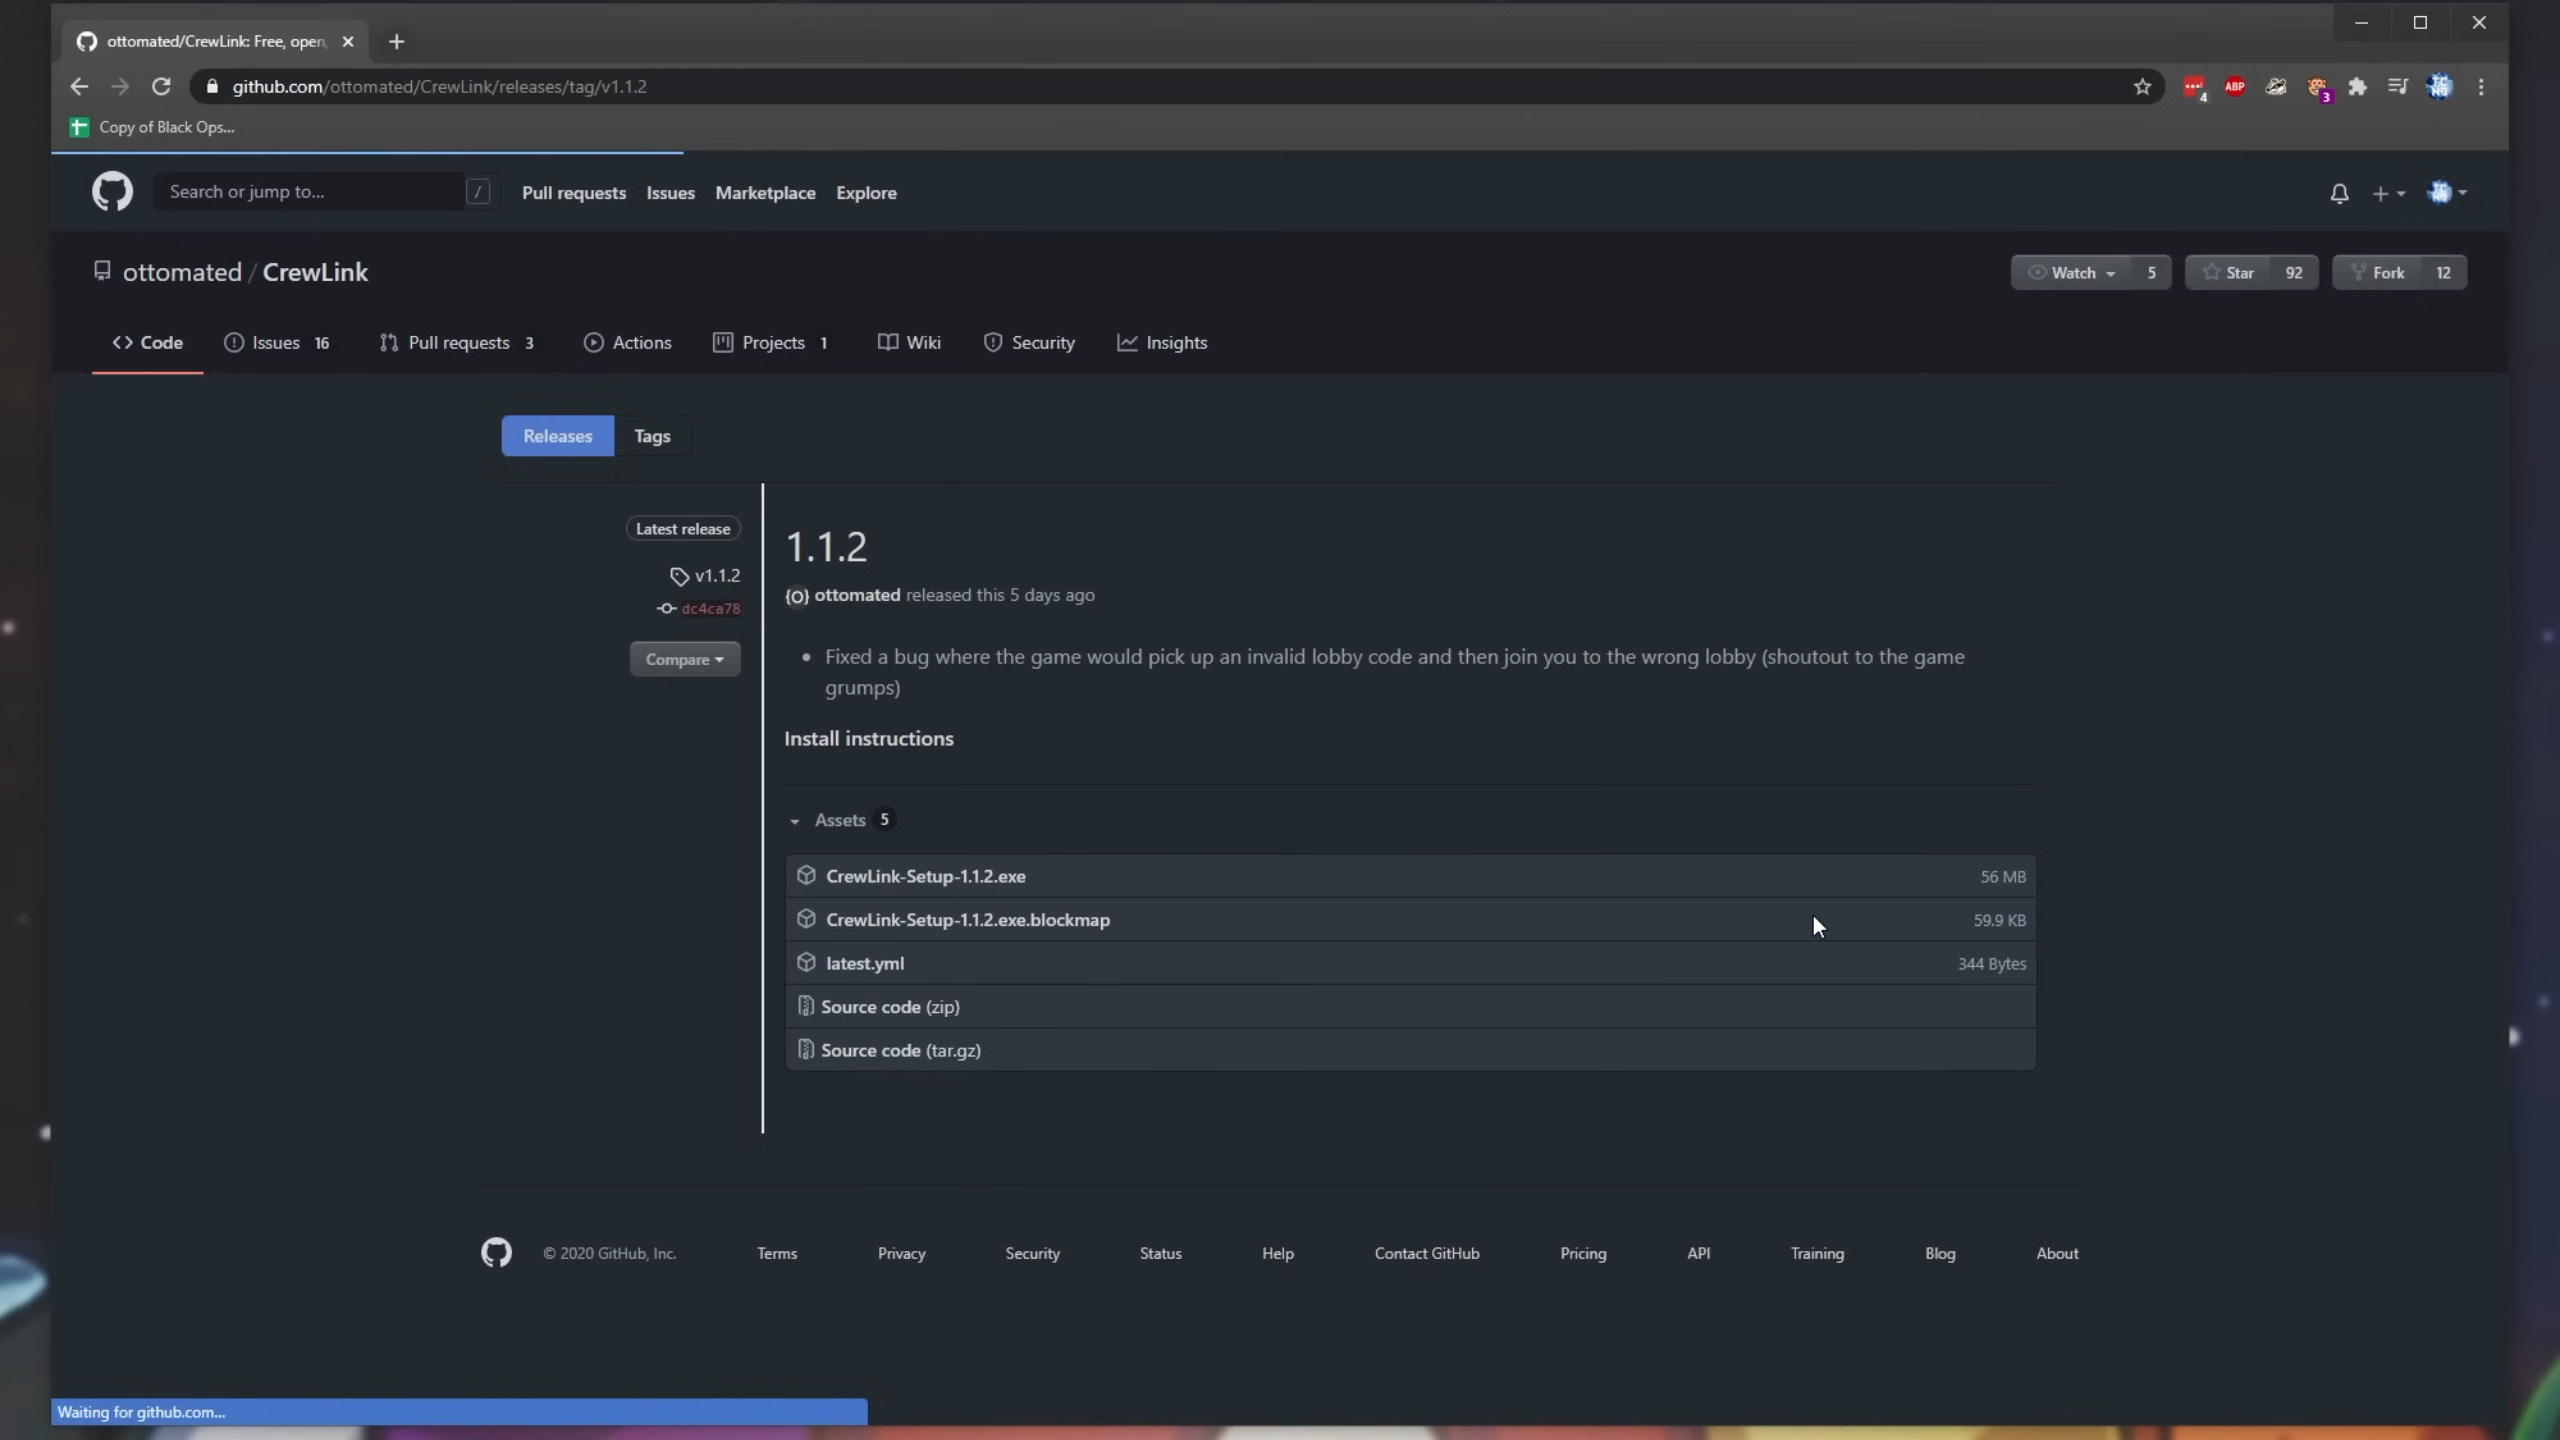 ottomated/CrewLink: Free, open,
github.com/ottomated/CrewLink/releases/tag/v1.1.2
4
ABP
3
Copy of Black Ops...
Search or jump to...
/
Pull requests
Issues
Marketplace
Explore
ottomated / CrewLink
Watch
5
Star
92
Fork
12
Code
Issues 16
Pull requests 3
Actions
Projects 1
Wiki
Security
Insights
Releases
Tags
Latest release
v1.1.2
dc4ca78
Compare
1.1.2
ottomated released this 5 days ago
• Fixed a bug where the game would pick up an invalid lobby code and then join you to the wrong lobby (shoutout to the game
grumps)
Install instructions
Assets 5
CrewLink-Setup-1.1.2.exe 56 MB
CrewLink-Setup-1.1.2.exe.blockmap 59.9 KB
latest.yml 344 Bytes
Source code (zip)
Source code (tar.gz)
© 2020 GitHub, Inc.
Terms
Privacy
Security
Status
Help
Contact GitHub
Pricing
API
Training
Blog
About
Waiting for github.com...